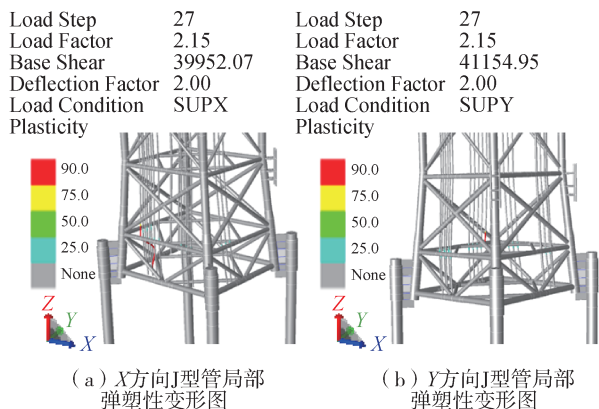 Load Step 27
Load Factor 2.15
Base Shear 39952.07
Deflection Factor 2.00
Load Condition SUPX
Plasticity
90.0
75.0
50.0
25.0
None
Z
Y
X
(a) X方向J型管局部
弹塑性变形图
Load Step 27
Load Factor 2.15
Base Shear 41154.95
Deflection Factor 2.00
Load Condition SUPY
Plasticity
90.0
75.0
50.0
25.0
None
Z
Y
X
(b) Y方向J型管局部
弹塑性变形图